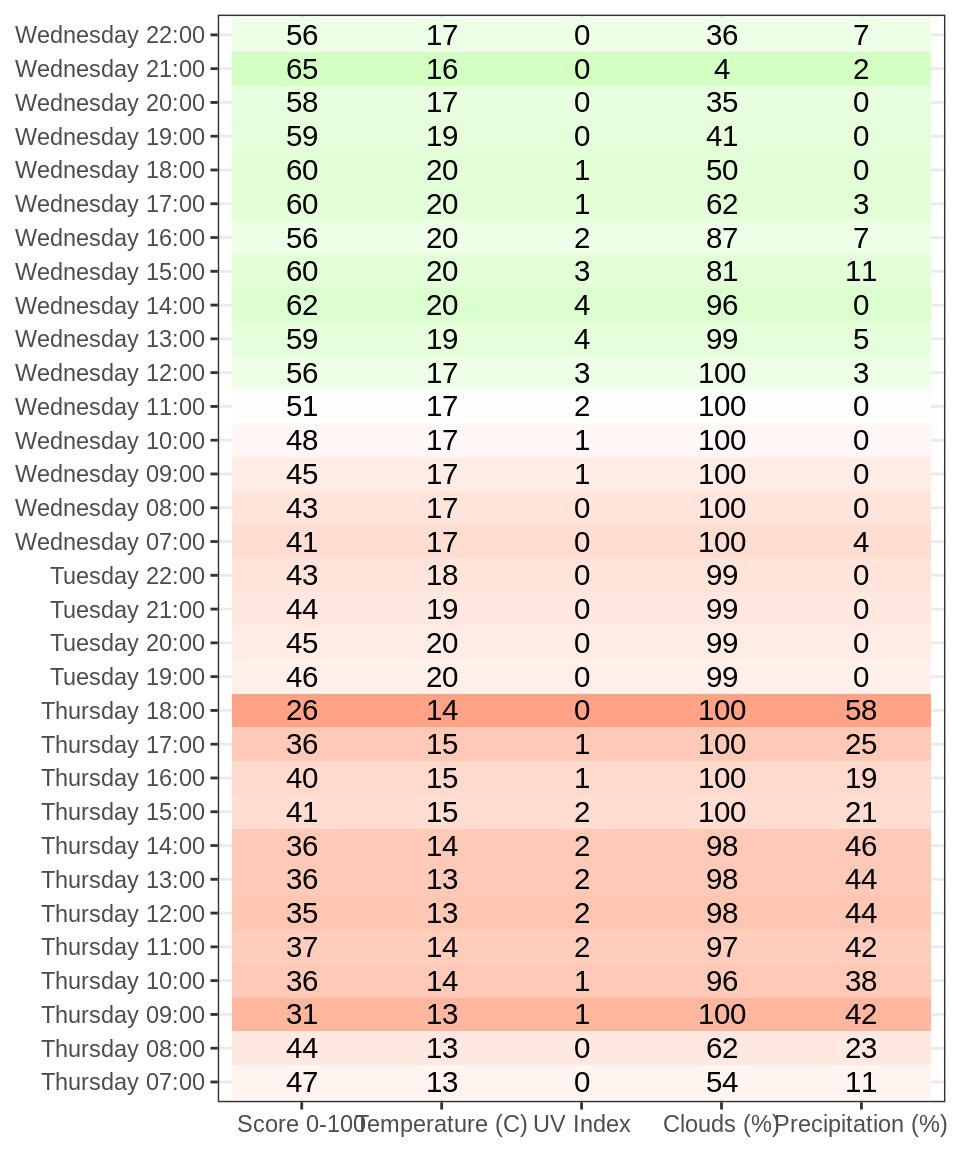 Wednesday 22:00 56 17 0 36 7
Wednesday 21:00 65 16 0 4 2
Wednesday 20:00 58 17 0 35 0
Wednesday 19:00 59 19 0 41 0
Wednesday 18:00 60 20 1 50 0
Wednesday 17:00 60 20 1 62 3
Wednesday 16:00 56 20 2 87 7
Wednesday 15:00 60 20 3 81 11
Wednesday 14:00 62 20 4 96 0
Wednesday 13:00 59 19 4 99 5
Wednesday 12:00 56 17 3 100 3
Wednesday 11:00 51 17 2 100 0
Wednesday 10:00 48 17 1 100 0
Wednesday 09:00 45 17 1 100 0
Wednesday 08:00 43 17 0 100 0
Wednesday 07:00 41 17 0 100 4
Tuesday 22:00 43 18 0 99 0
Tuesday 21:00 44 19 0 99 0
Tuesday 20:00 45 20 0 99 0
Tuesday 19:00 46 20 0 99 0
Thursday 18:00 26 14 0 100 58
Thursday 17:00 36 15 1 100 25
Thursday 16:00 40 15 1 100 19
Thursday 15:00 41 15 2 100 21
Thursday 14:00 36 14 2 98 46
Thursday 13:00 36 13 2 98 44
Thursday 12:00 35 13 2 98 44
Thursday 11:00 37 14 2 97 42
Thursday 10:00 36 14 1 96 38
Thursday 09:00 31 13 1 100 42
Thursday 08:00 44 13 0 62 23
Thursday 07:00 47 13 0 54 11
Score 0-100 Temperature (C) UV Index Clouds (%) Precipitation (%)